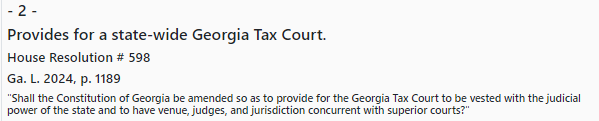 - 2 -
Provides for a state-wide Georgia Tax Court.
House Resolution # 598
Ga. L. 2024, p. 1189
"Shall the Constitution of Georgia be amended so as to provide for the Georgia Tax Court to be vested with the judicial
power of the state and to have venue, judges, and jurisdiction concurrent with superior courts?"